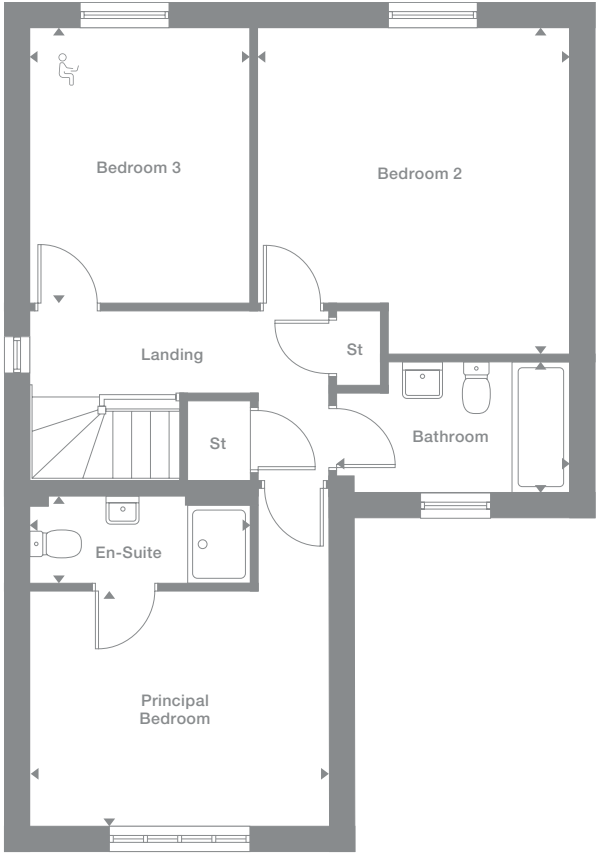 Bedroom 3
Bedroom 2
Landing
St
St
Bathroom
En-Suite
Principal
Bedroom